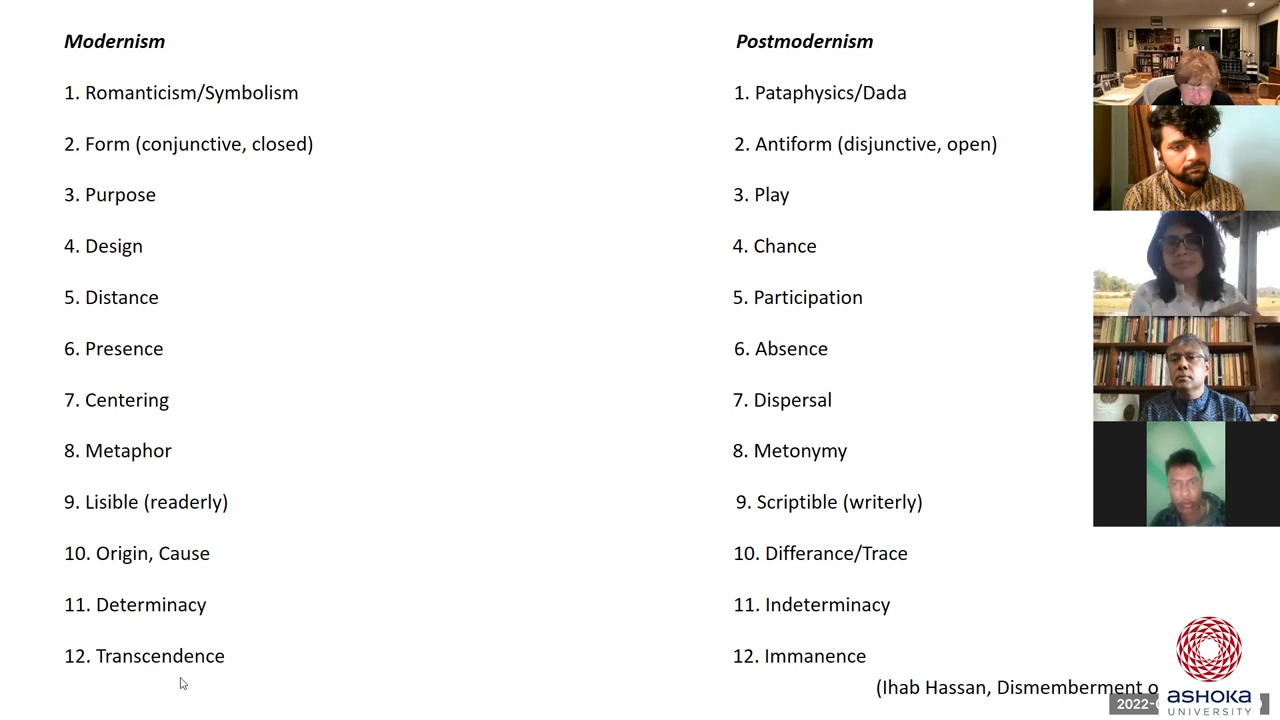 Modernism
Postmodernism
1. Romanticism/Symbolism
1. Pataphysics/Dada
2. Form (conjunctive, closed)
2. Antiform (disjunctive, open)
3. Purpose
3. Play
4. Design
4. Chance
5. Distance
5. Participation
6. Presence
6. Absence
7. Centering
7. Dispersal
8. Metaphor
8. Metonymy
9. Lisible (readerly)
9. Scriptible (writerly)
10. Origin, Cause
10. Differance/Trace
11. Determinacy
11. Indeterminacy
12. Transcendence
12. Immanence
(Ihab Hassan, Dismemberment o
ASHOKA
UNIVERSITY